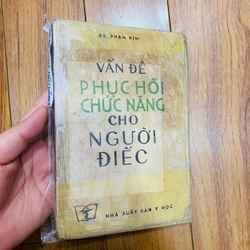 BS. PHẠM KIM
VẤN ĐỀ
PHỤC HỒI
CHỨC NĂNG
CHO
NGƯỜI
ĐIẾC
NHÀ XUẤT BẢN Y HỌC